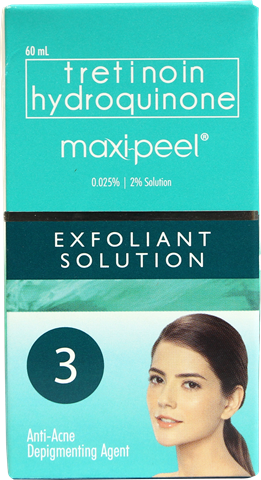 60 mL
tretinoin
hydroquinone
maxi-peel®
0.025% | 2% Solution
EXFOLIANT
SOLUTION
3
Anti-Acne
Depigmenting Agent